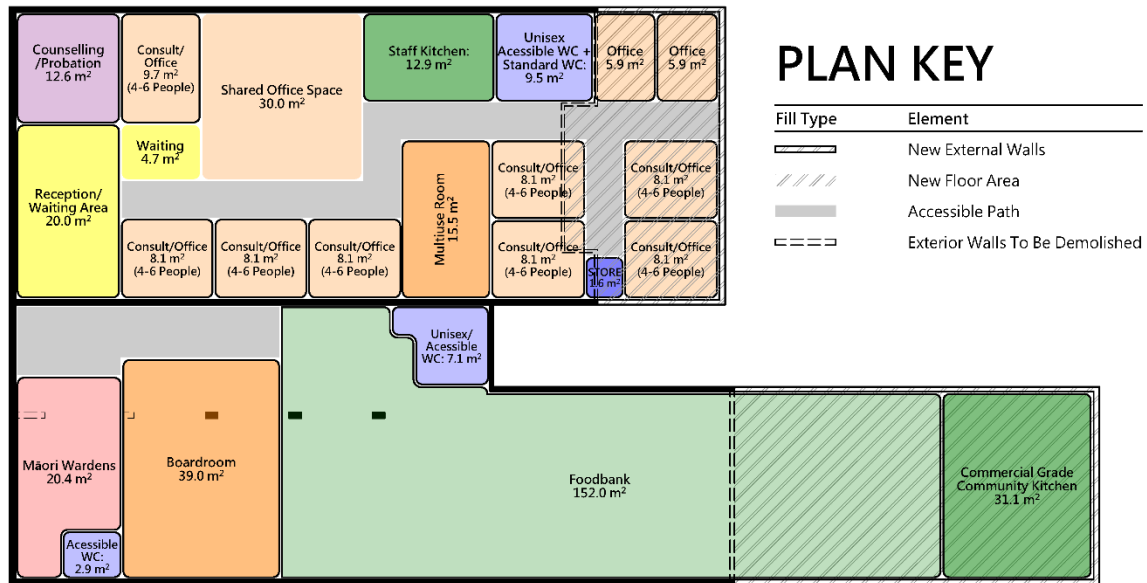 Counselling
/Probation
12.6 m²
Consult/
Office
9.7 m²
(4-6 People)
Shared Office Space
30.0 m²
Staff Kitchen:
12.9 m²
Unisex
Acessible WC +
Standard WC:
9.5 m²
Office
5.9 m²
Office
5.9 m²
Waiting
4.7 m²
Reception/
Waiting Area
20.0 m²
Consult/Office
8.1 m²
(4-6 People)
Consult/Office
8.1 m²
(4-6 People)
Consult/Office
8.1 m²
(4-6 People)
Multiuse Room
15.5 m²
Consult/Office
8.1 m²
(4-6 People)
Consult/Office
8.1 m²
(4-6 People)
Consult/Office
8.1 m²
(4-6 People)
Consult/Office
8.1 m²
(4-6 People)
STORE
1.6 m²
Unisex/
Acessible
WC: 7.1 m²
Māori Wardens
20.4 m²
Acessible
WC:
2.9 m²
Boardroom
39.0 m²
Foodbank
152.0 m²
Commercial Grade
Community Kitchen
31.1 m²
PLAN KEY
Fill Type Element
New External Walls
New Floor Area
Accessible Path
Exterior Walls To Be Demolished